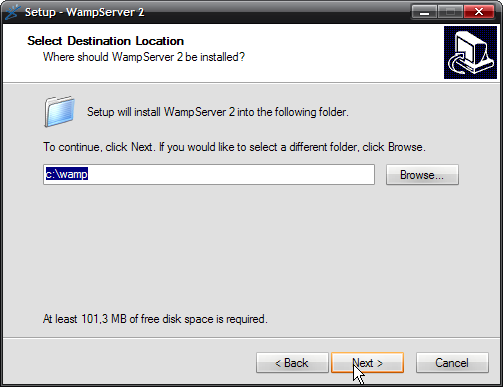 Setup - WampServer 2
Select Destination Location
Where should WampServer 2 be installed?
Setup will install WampServer 2 into the following folder.
To continue, click Next. If you would like to select a different folder, click Browse.
c:\wamp
Browse...
At least 101,3 MB of free disk space is required.
< Back
Next >
Cancel